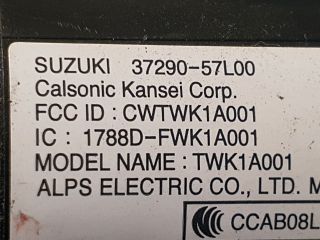 SUZUKI 37290-57L00
Calsonic Kansei Corp.
FCC ID : CWTWK1A001
IC : 1788D-FWK1A001
MODEL NAME : TWK1A001
ALPS ELECTRIC CO., LTD. M
CCAB08L